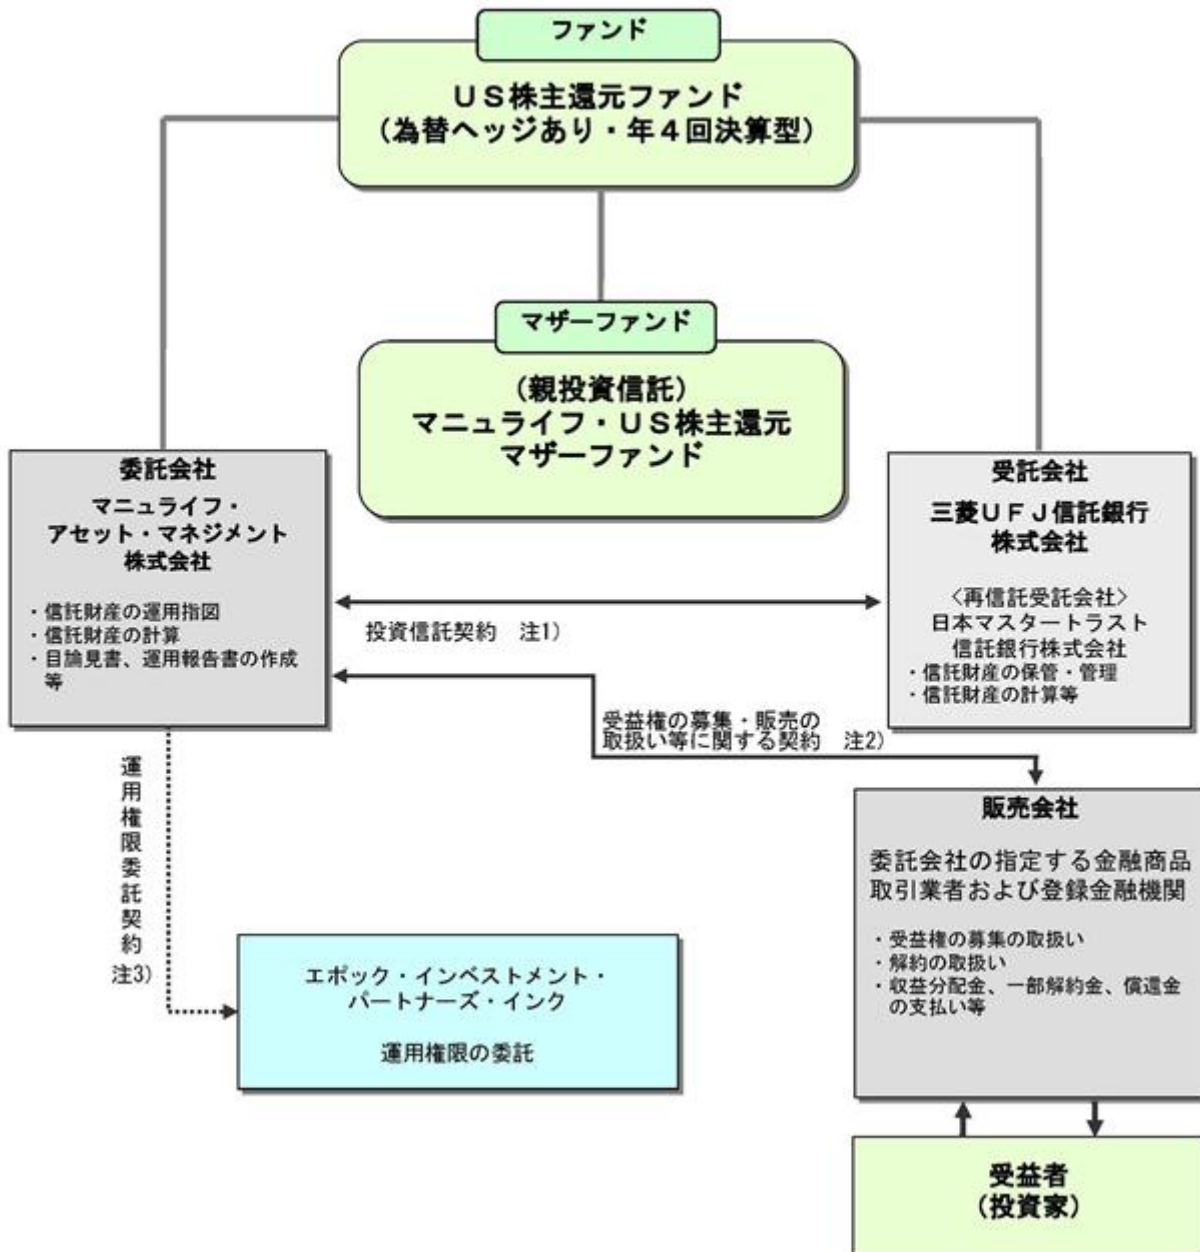 ファンド
ＵＳ株主還元ファンド
（為替ヘッジあり・年４回決算型）
マザーファンド
（親投資信託）
マニュライフ・ＵＳ株主還元
マザーファンド
委託会社
マニュライフ・
アセット・マネジメント
株式会社
・信託財産の運用指図
・信託財産の計算
・目論見書、運用報告書の作成
等
受託会社
三菱ＵＦＪ信託銀行
株式会社
〈再信託受託会社〉
日本マスタートラスト
信託銀行株式会社
・信託財産の保管・管理
・信託財産の計算等
投資信託契約　注1）
受益権の募集・販売の
取扱い等に関する契約　注2）
運用権限委託契約
注3）
販売会社
委託会社の指定する金融商品
取引業者および登録金融機関
・受益権の募集の取扱い
・解約の取扱い
・収益分配金、一部解約金、償還金
の支払い等
エポック・インベストメント・
パートナーズ・インク
運用権限の委託
受益者
（投資家）